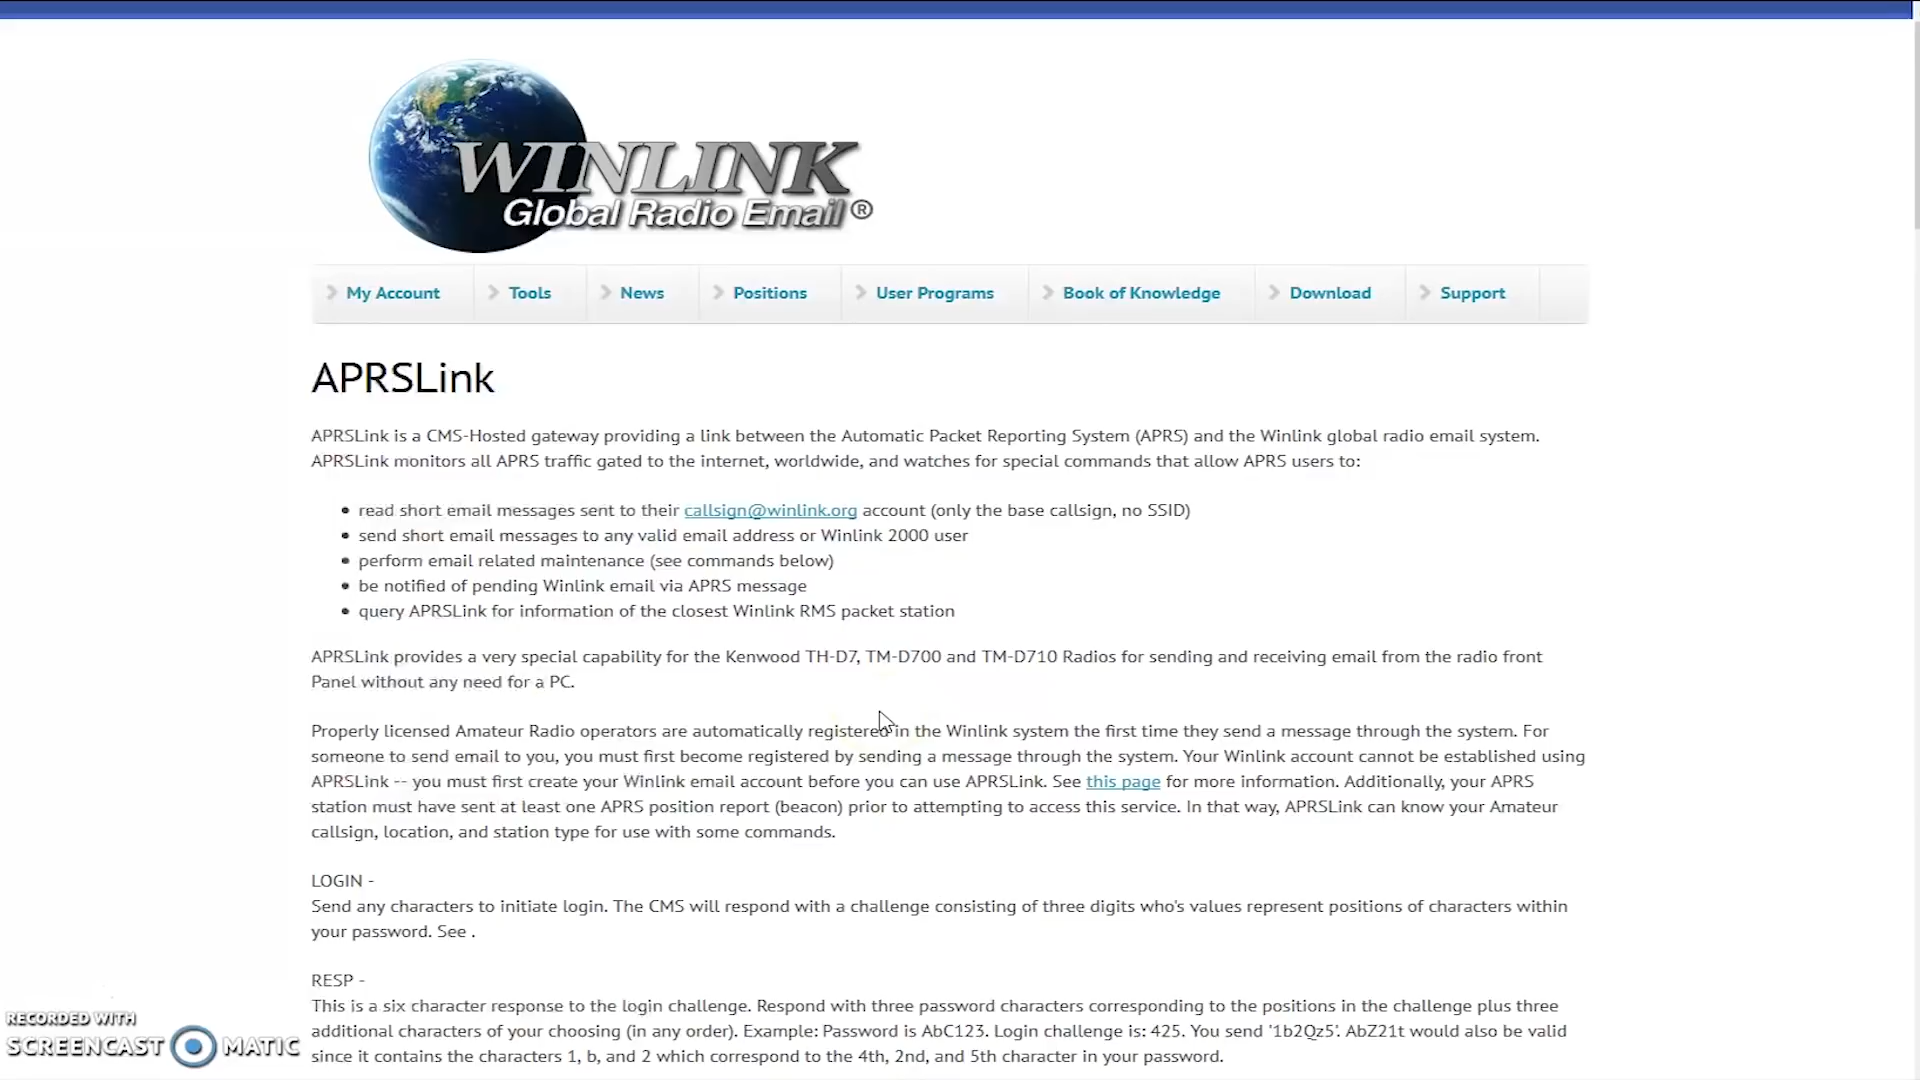 WINLINK
Global Radio Email ®
My Account
Tools
News
Positions
User Programs
Book of Knowledge
Download
Support
APRSLink
APRSLink is a CMS-Hosted gateway providing a link between the Automatic Packet Reporting System (APRS) and the Winlink global radio email system.
APRSLink monitors all APRS traffic gated to the internet, worldwide, and watches for special commands that allow APRS users to:
• read short email messages sent to their callsign@winlink.org account (only the base callsign, no SSID)
• send short email messages to any valid email address or Winlink 2000 user
• perform email related maintenance (see commands below)
• be notified of pending Winlink email via APRS message
• query APRSLink for information of the closest Winlink RMS packet station
APRSLink provides a very special capability for the Kenwood TH-D7, TM-D700 and TM-D710 Radios for sending and receiving email from the radio front
Panel without any need for a PC.
Properly licensed Amateur Radio operators are automatically registered in the Winlink system the first time they send a message through the system. For
someone to send email to you, you must first become registered by sending a message through the system. Your Winlink account cannot be established using
APRSLink -- you must first create your Winlink email account before you can use APRSLink. See this page for more information. Additionally, your APRS
station must have sent at least one APRS position report (beacon) prior to attempting to access this service. In that way, APRSLink can know your Amateur
callsign, location, and station type for use with some commands.
LOGIN -
Send any characters to initiate login. The CMS will respond with a challenge consisting of three digits who's values represent positions of characters within
your password. See .
RESP -
This is a six character response to the login challenge. Respond with three password characters corresponding to the positions in the challenge plus three
additional characters of your choosing (in any order). Example: Password is AbC123. Login challenge is: 425. You send '1b2Qz5'. AbZ21t would also be valid
since it contains the characters 1, b, and 2 which correspond to the 4th, 2nd, and 5th character in your password.
RECORDED WITH
SCREENCAST MATIC